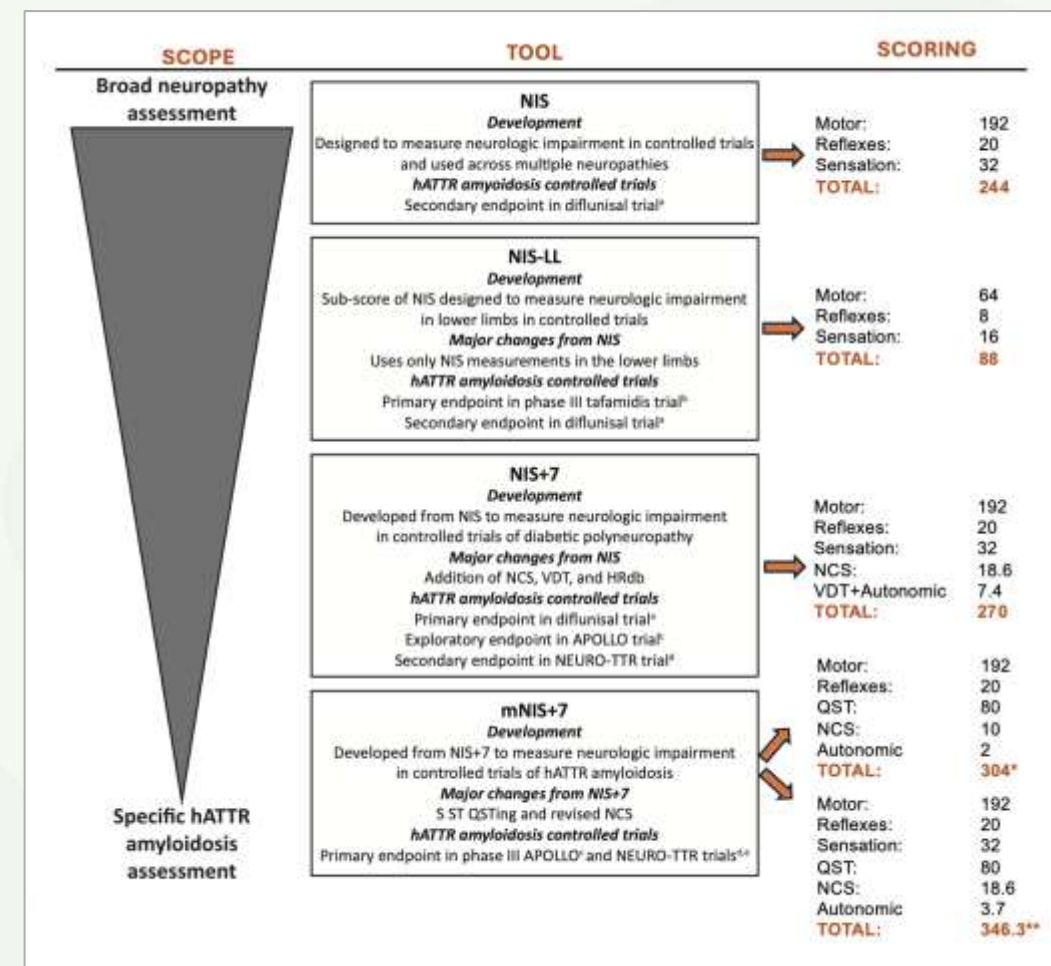 SCOPE
TOOL
SCORING
Broad neuropathy
assessment
NIS
Development
Designed to measure neurologic impairment in controlled trials
and used across multiple neuropathies
hATTR amyoidosis controlled trials
Secondary endpoint in diflunisal trialᵃ
Motor: 192
Reflexes: 20
Sensation: 32
TOTAL: 244
NIS-LL
Development
Sub-score of NIS designed to measure neurologic impairment
in lower limbs in controlled trials
Major changes from NIS
Uses only NIS measurements in the lower limbs
hATTR amyloidosis controlled trials
Primary endpoint in phase III tafamidis trialᵇ
Secondary endpoint in diflunisal trialᵃ
Motor: 64
Reflexes: 8
Sensation: 16
TOTAL: 88
NIS+7
Development
Developed from NIS to measure neurologic impairment
in controlled trials of diabetic polyneuropathy
Major changes from NIS
Addition of NCS, VDT, and HRdb
hATTR amyloidosis controlled trials
Primary endpoint in diflunisal trialᵃ
Exploratory endpoint in APOLLO trialᶜ
Secondary endpoint in NEURO-TTR trialᵈ
Motor: 192
Reflexes: 20
Sensation: 32
NCS: 18.6
VDT+Autonomic 7.4
TOTAL: 270
mNIS+7
Development
Developed from NIS+7 to measure neurologic impairment
in controlled trials of hATTR amyloidosis
Major changes from NIS+7
S ST QSTing and revised NCS
hATTR amyloidosis controlled trials
Primary endpoint in phase III APOLLOᶜ and NEURO-TTR trialsᵈ,ᵉ
Motor: 192
Reflexes: 20
QST: 80
NCS: 10
Autonomic 2
TOTAL: 304*
Motor: 192
Reflexes: 20
Sensation: 32
QST: 80
NCS: 18.6
Autonomic 3.7
TOTAL: 346.3**
Specific hATTR
amyloidosis
assessment